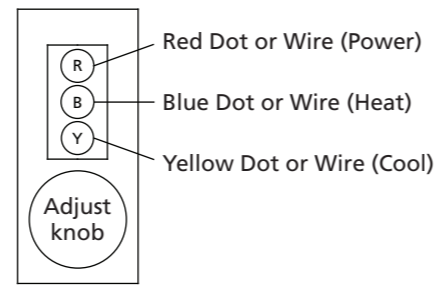 R
Red Dot or Wire (Power)
B
Blue Dot or Wire (Heat)
Y
Yellow Dot or Wire (Cool)
Adjust
knob